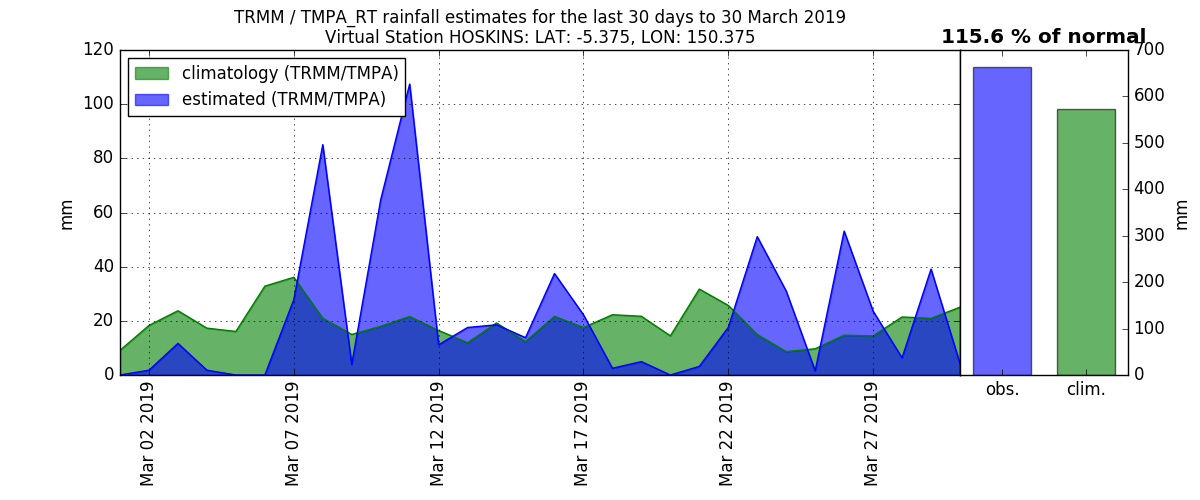 TRMM / TMPA_RT rainfall estimates for the last 30 days to 30 March 2019
Virtual Station HOSKINS: LAT: -5.375, LON: 150.375
115.6 % of normal
climatology (TRMM/TMPA)
estimated (TRMM/TMPA)
120
100
80
60
40
20
0
mm
Mar 02 2019
Mar 07 2019
Mar 12 2019
Mar 17 2019
Mar 22 2019
Mar 27 2019
obs.
clim.
700
600
500
400
300
200
100
0
mm